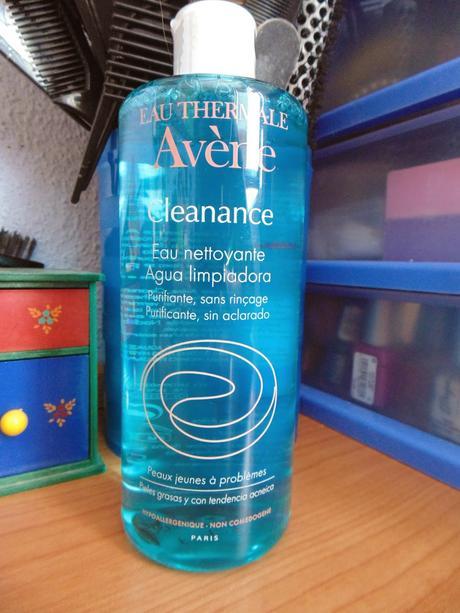 EAU THERMALE
Avène
Cleanance
Eau nettoyante
Agua limpiadora
Purifiante, sans rinçage
Purificante, sin aclarado
Peaux jeunes à problèmes
Pieles grasas y con tendencia acneica
HYPOALLERGENIQUE - NON COMEDOGENE
PARIS